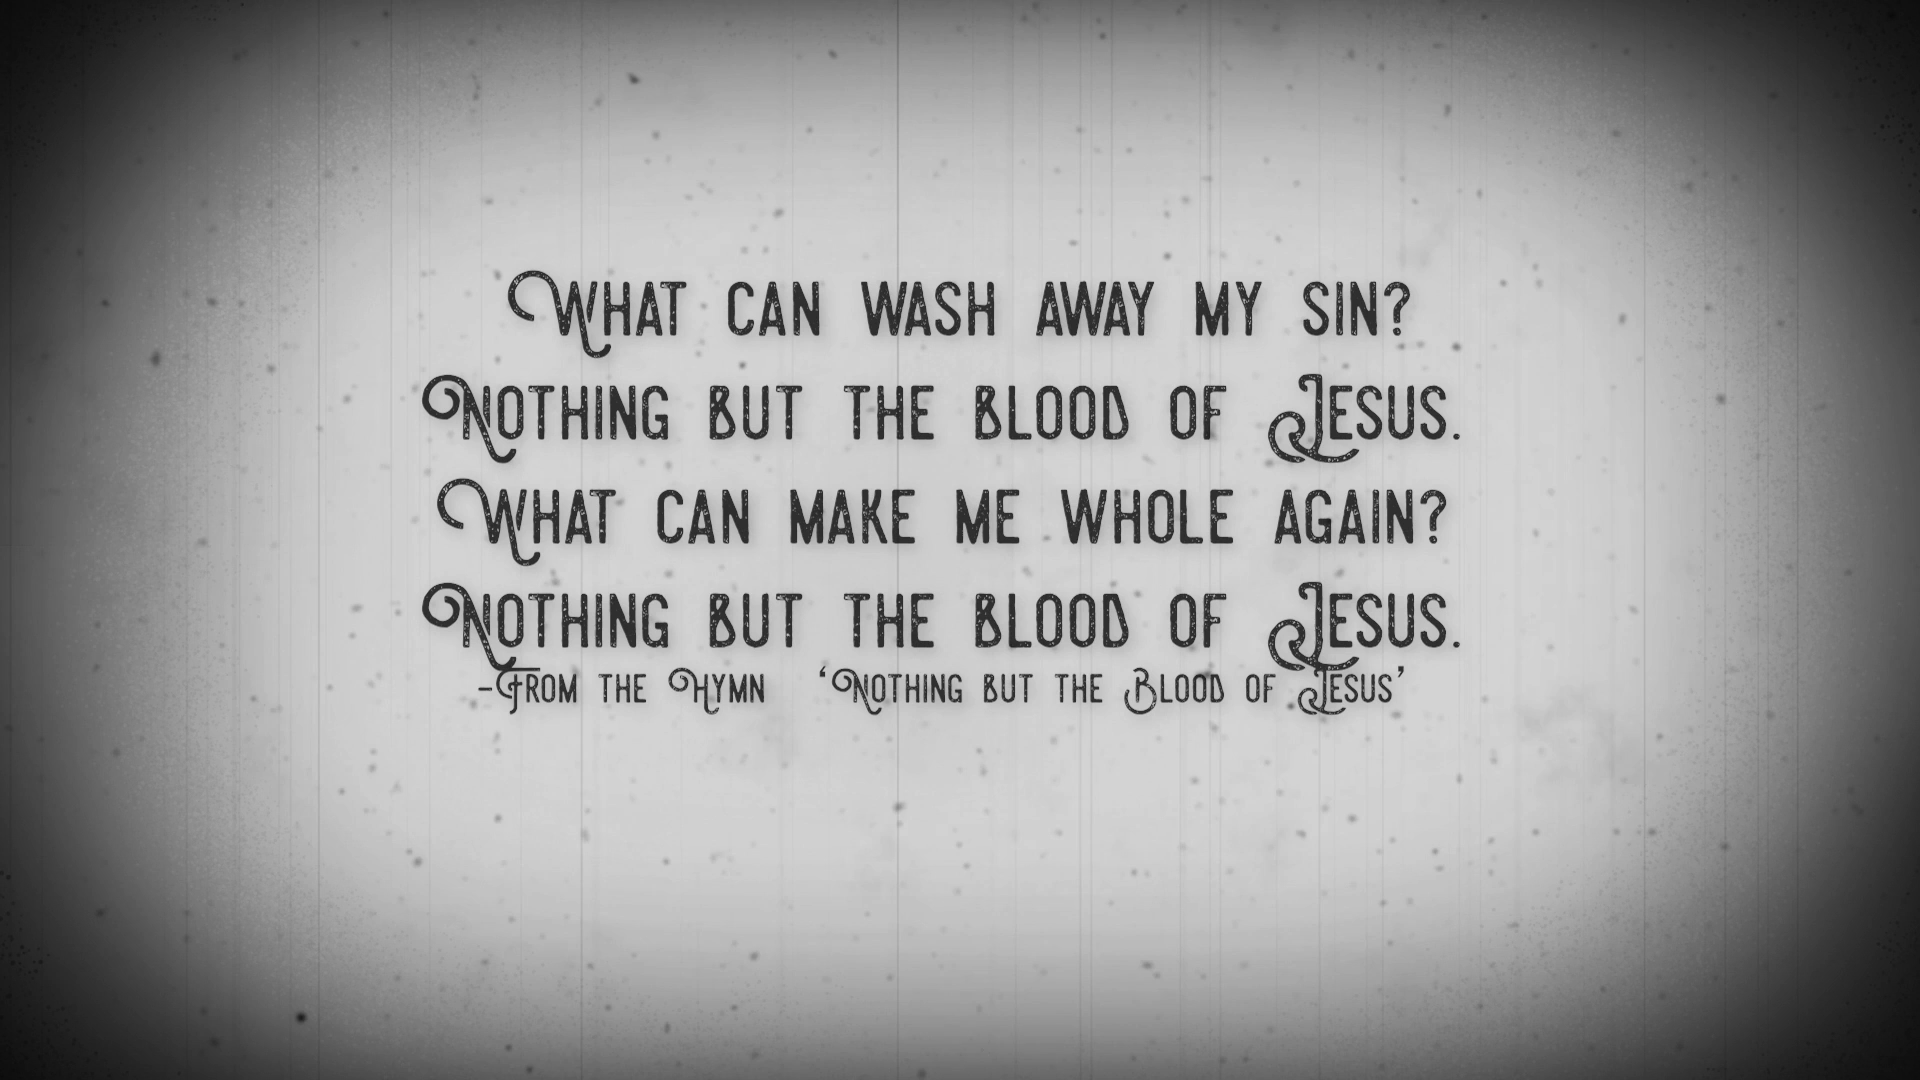 What can wash away my sin?
Nothing but the blood of Jesus.
What can make me whole again?
Nothing but the blood of Jesus.
-From the Hymn ‘Nothing but the Blood of Jesus’